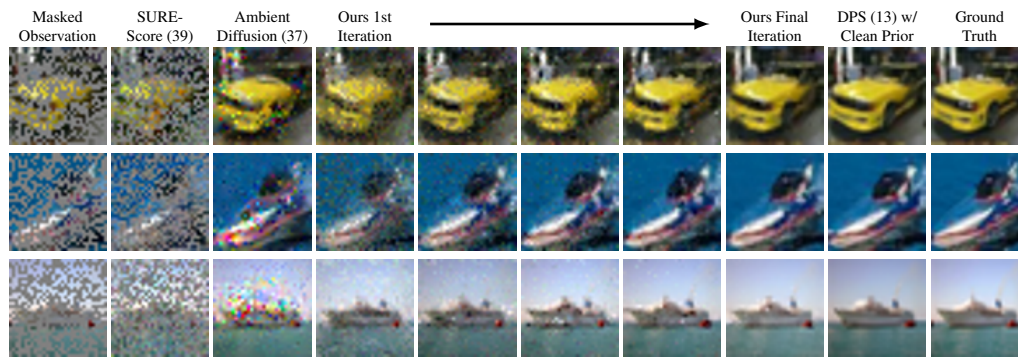 Masked
Observation
SURE-
Score (39)
Ambient
Diffusion (37)
Ours 1st
Iteration
Ours Final
Iteration
DPS (13) w/
Clean Prior
Ground
Truth